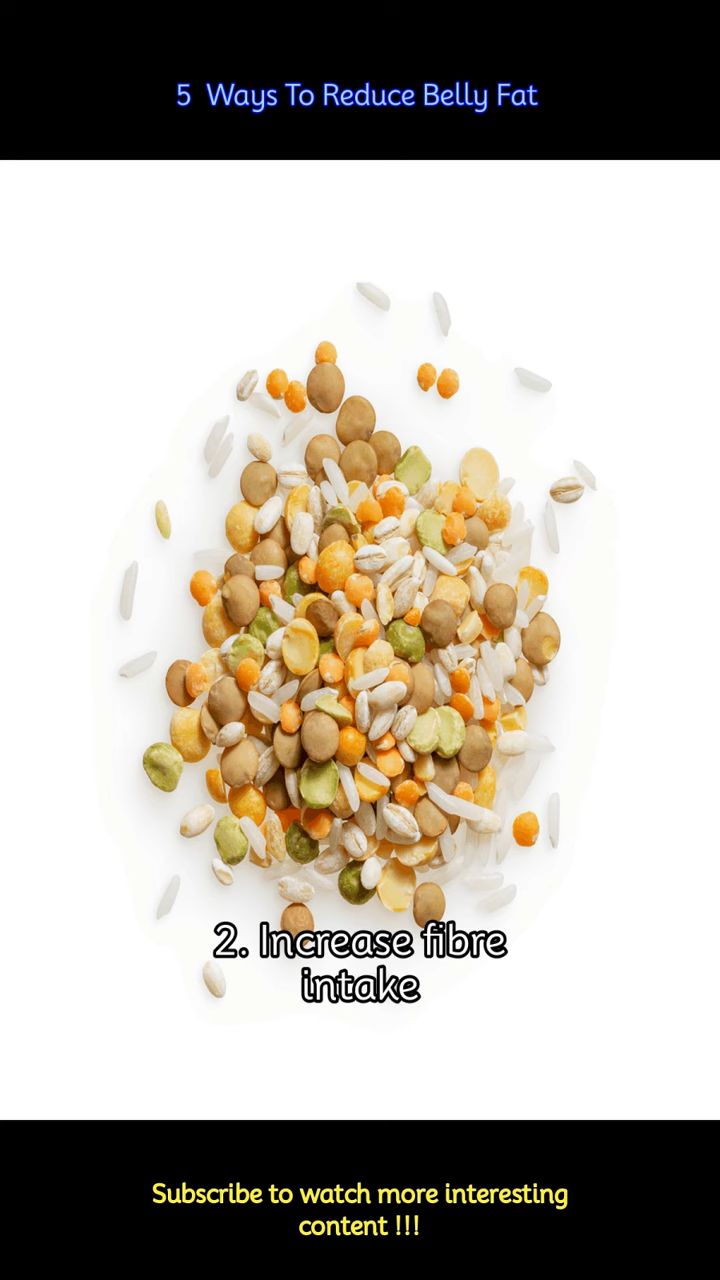 5 Ways To Reduce Belly Fat
2. Increase fibre
intake
Subscribe to watch more interesting
content !!!